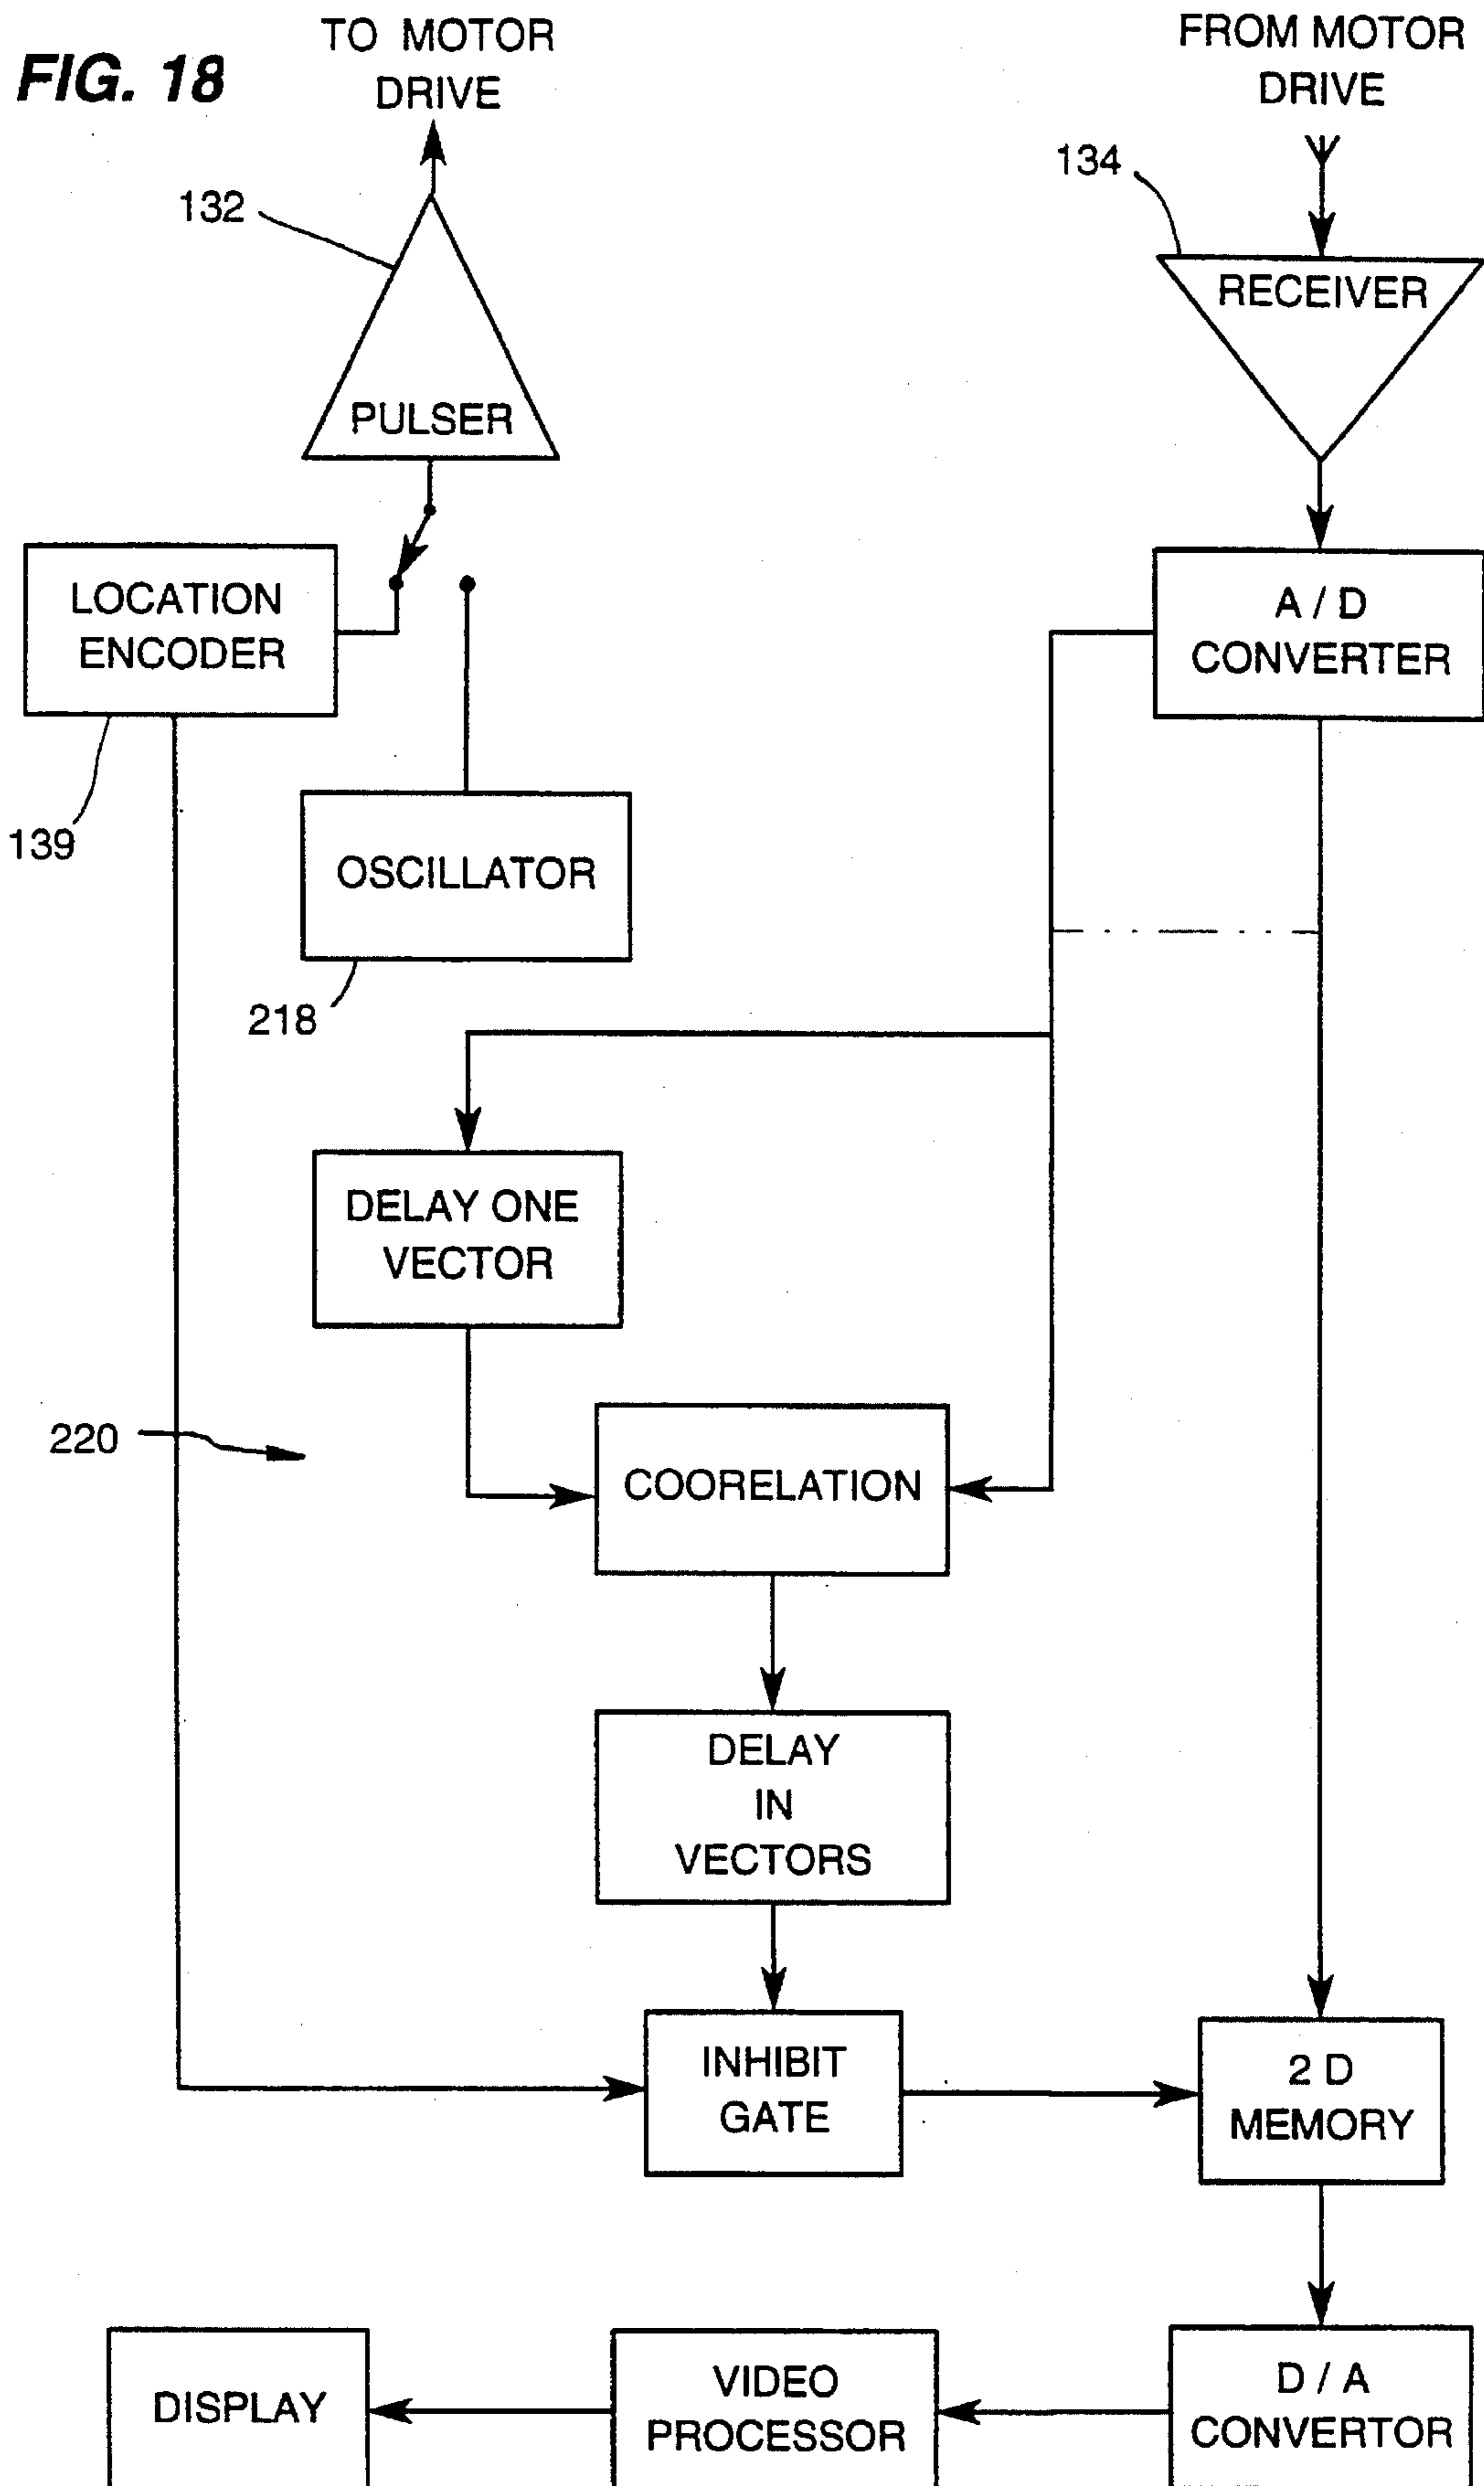 FIG. 18
TO MOTOR
DRIVE
FROM MOTOR
DRIVE
132
134
RECEIVER
PULSER
LOCATION
ENCODER
A / D
CONVERTER
139
OSCILLATOR
218
DELAY ONE
VECTOR
220
COORELATION
DELAY
IN
VECTORS
INHIBIT
GATE
2 D
MEMORY
DISPLAY
VIDEO
PROCESSOR
D / A
CONVERTOR